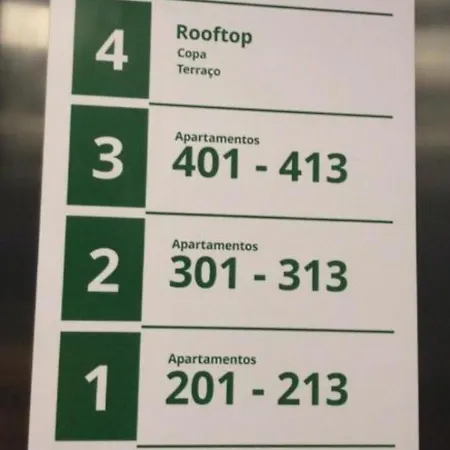 4
Rooftop
Copa
Terraço
3
Apartamentos
401 - 413
2
Apartamentos
301 - 313
1
Apartamentos
201 - 213